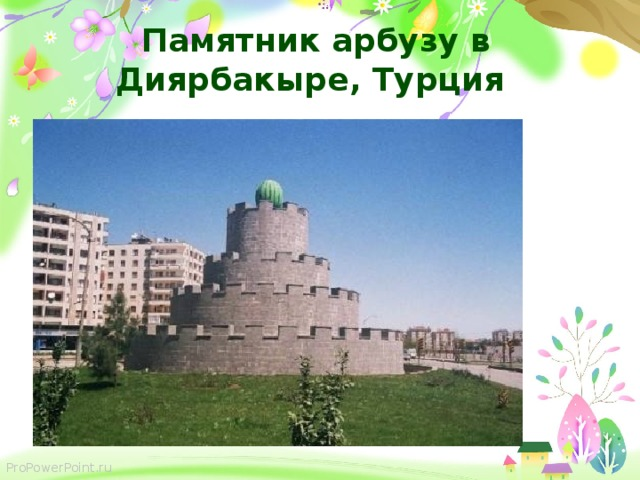 Памятник арбузу в
Диярбакыре, Турция
ProPowerPoint.ru